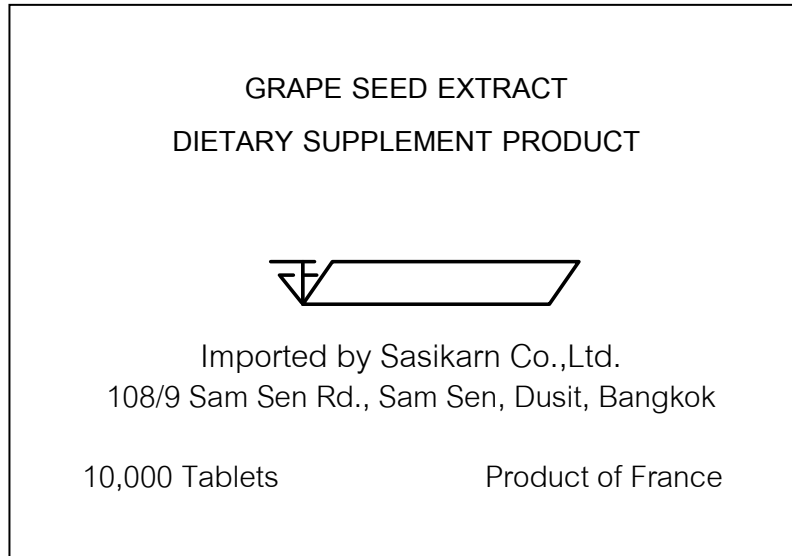 GRAPE SEED EXTRACT
DIETARY SUPPLEMENT PRODUCT
Imported by Sasikarn Co.,Ltd.
108/9 Sam Sen Rd., Sam Sen, Dusit, Bangkok
10,000 Tablets Product of France